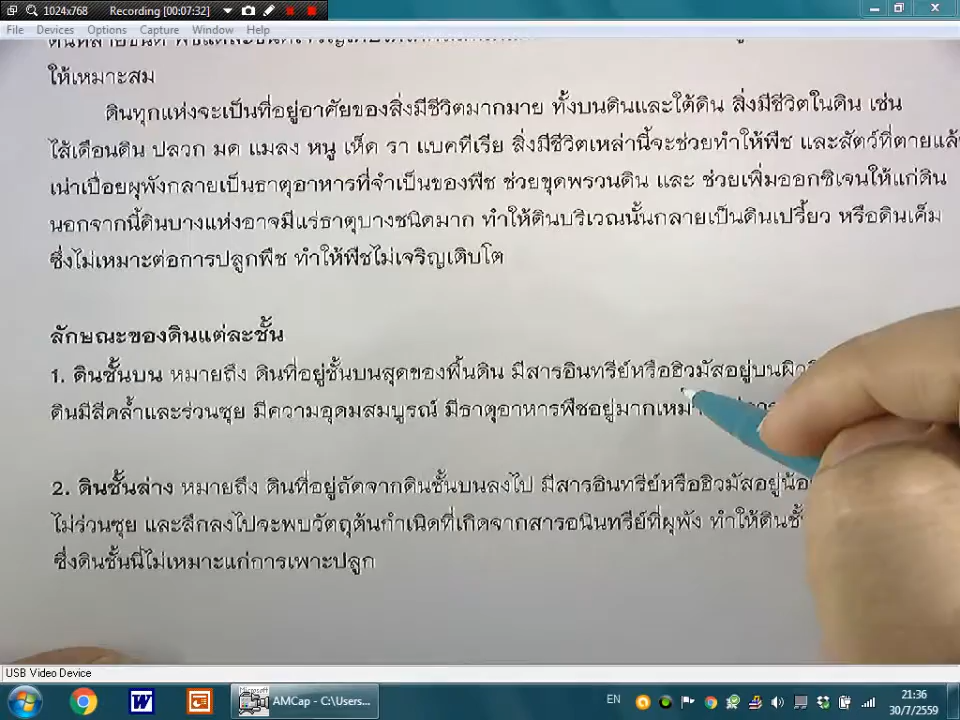 1024x768 Recording [00:07:32]
File Devices Options Capture Window Help
ให้เหมาะสม
ดินทุกแห่งจะเป็นที่อยู่อาศัยของสิ่งมีชีวิตมากมาย ทั้งบนดินและใต้ดิน สิ่งมีชีวิตในดิน เช่น
ไส้เดือนดิน ปลวก มด แมลง หนู เห็ด รา แบคทีเรีย สิ่งมีชีวิตเหล่านี้จะช่วยทำให้พืช และสัตว์ที่ตายแล้
เน่าเปื่อยผุพังกลายเป็นธาตุอาหารที่จำเป็นของพืช ช่วยขุดพรวนดิน และ ช่วยเพิ่มออกซิเจนให้แก่ดิน
นอกจากนี้ดินบางแห่งอาจมีแร่ธาตุบางชนิดมาก ทำให้ดินบริเวณนั้นกลายเป็นดินเปรี้ยว หรือดินเค็ม
ซึ่งไม่เหมาะต่อการปลูกพืช ทำให้พืชไม่เจริญเติบโต
ลักษณะของดินแต่ละชั้น
1. ดินชั้นบน หมายถึง ดินที่อยู่ชั้นบนสุดของพื้นดิน มีสารอินทรีย์หรือฮิวมัสอยู่บนผิว
ดินมีสีคล้ำและร่วนซุย มีความอุดมสมบูรณ์ มีธาตุอาหารพืชอยู่มาก
2. ดินชั้นล่าง หมายถึง ดินที่อยู่ถัดจากดินชั้นบนลงไป มีสารอินทรีย์หรือฮิวมัสอยู่น้อ
ไม่ร่วนซุย และลึกลงไปจะพบวัตถุต้นกำเนิดที่เกิดจากสารอนินทรีย์ที่ผุพัง ทำให้ดินชั้
ซึ่งดินชั้นนี้ไม่เหมาะแก่การเพาะปลูก
USB Video Device
AMCap - C:\Users...
EN
21:36
30/7/2559